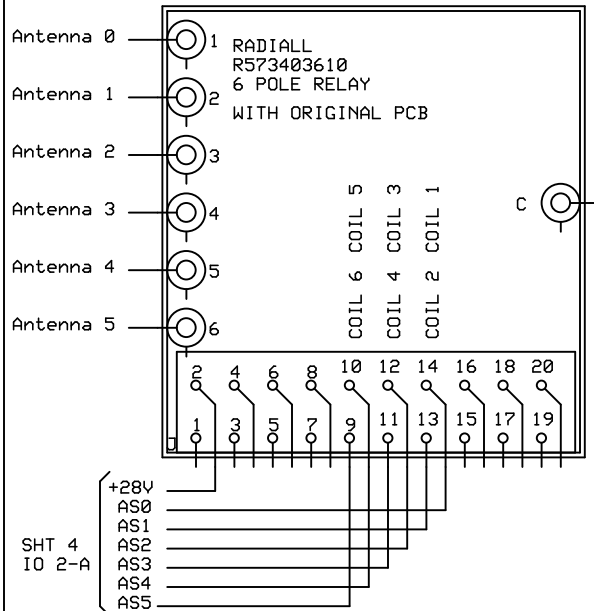 Antenna 0
1
RADIALL
R573403610
6 POLE RELAY
WITH ORIGINAL PCB
Antenna 1
2
Antenna 2
3
Antenna 3
4
C
Antenna 4
5
Antenna 5
6
COIL 5
COIL 3
COIL 1
COIL 6
COIL 4
COIL 2
2 4 6 8 10 12 14 16 18 20
1 3 5 7 9 11 13 15 17 19
J
+28V
AS0
AS1
AS2
AS3
AS4
AS5
SHT 4
IO 2-A